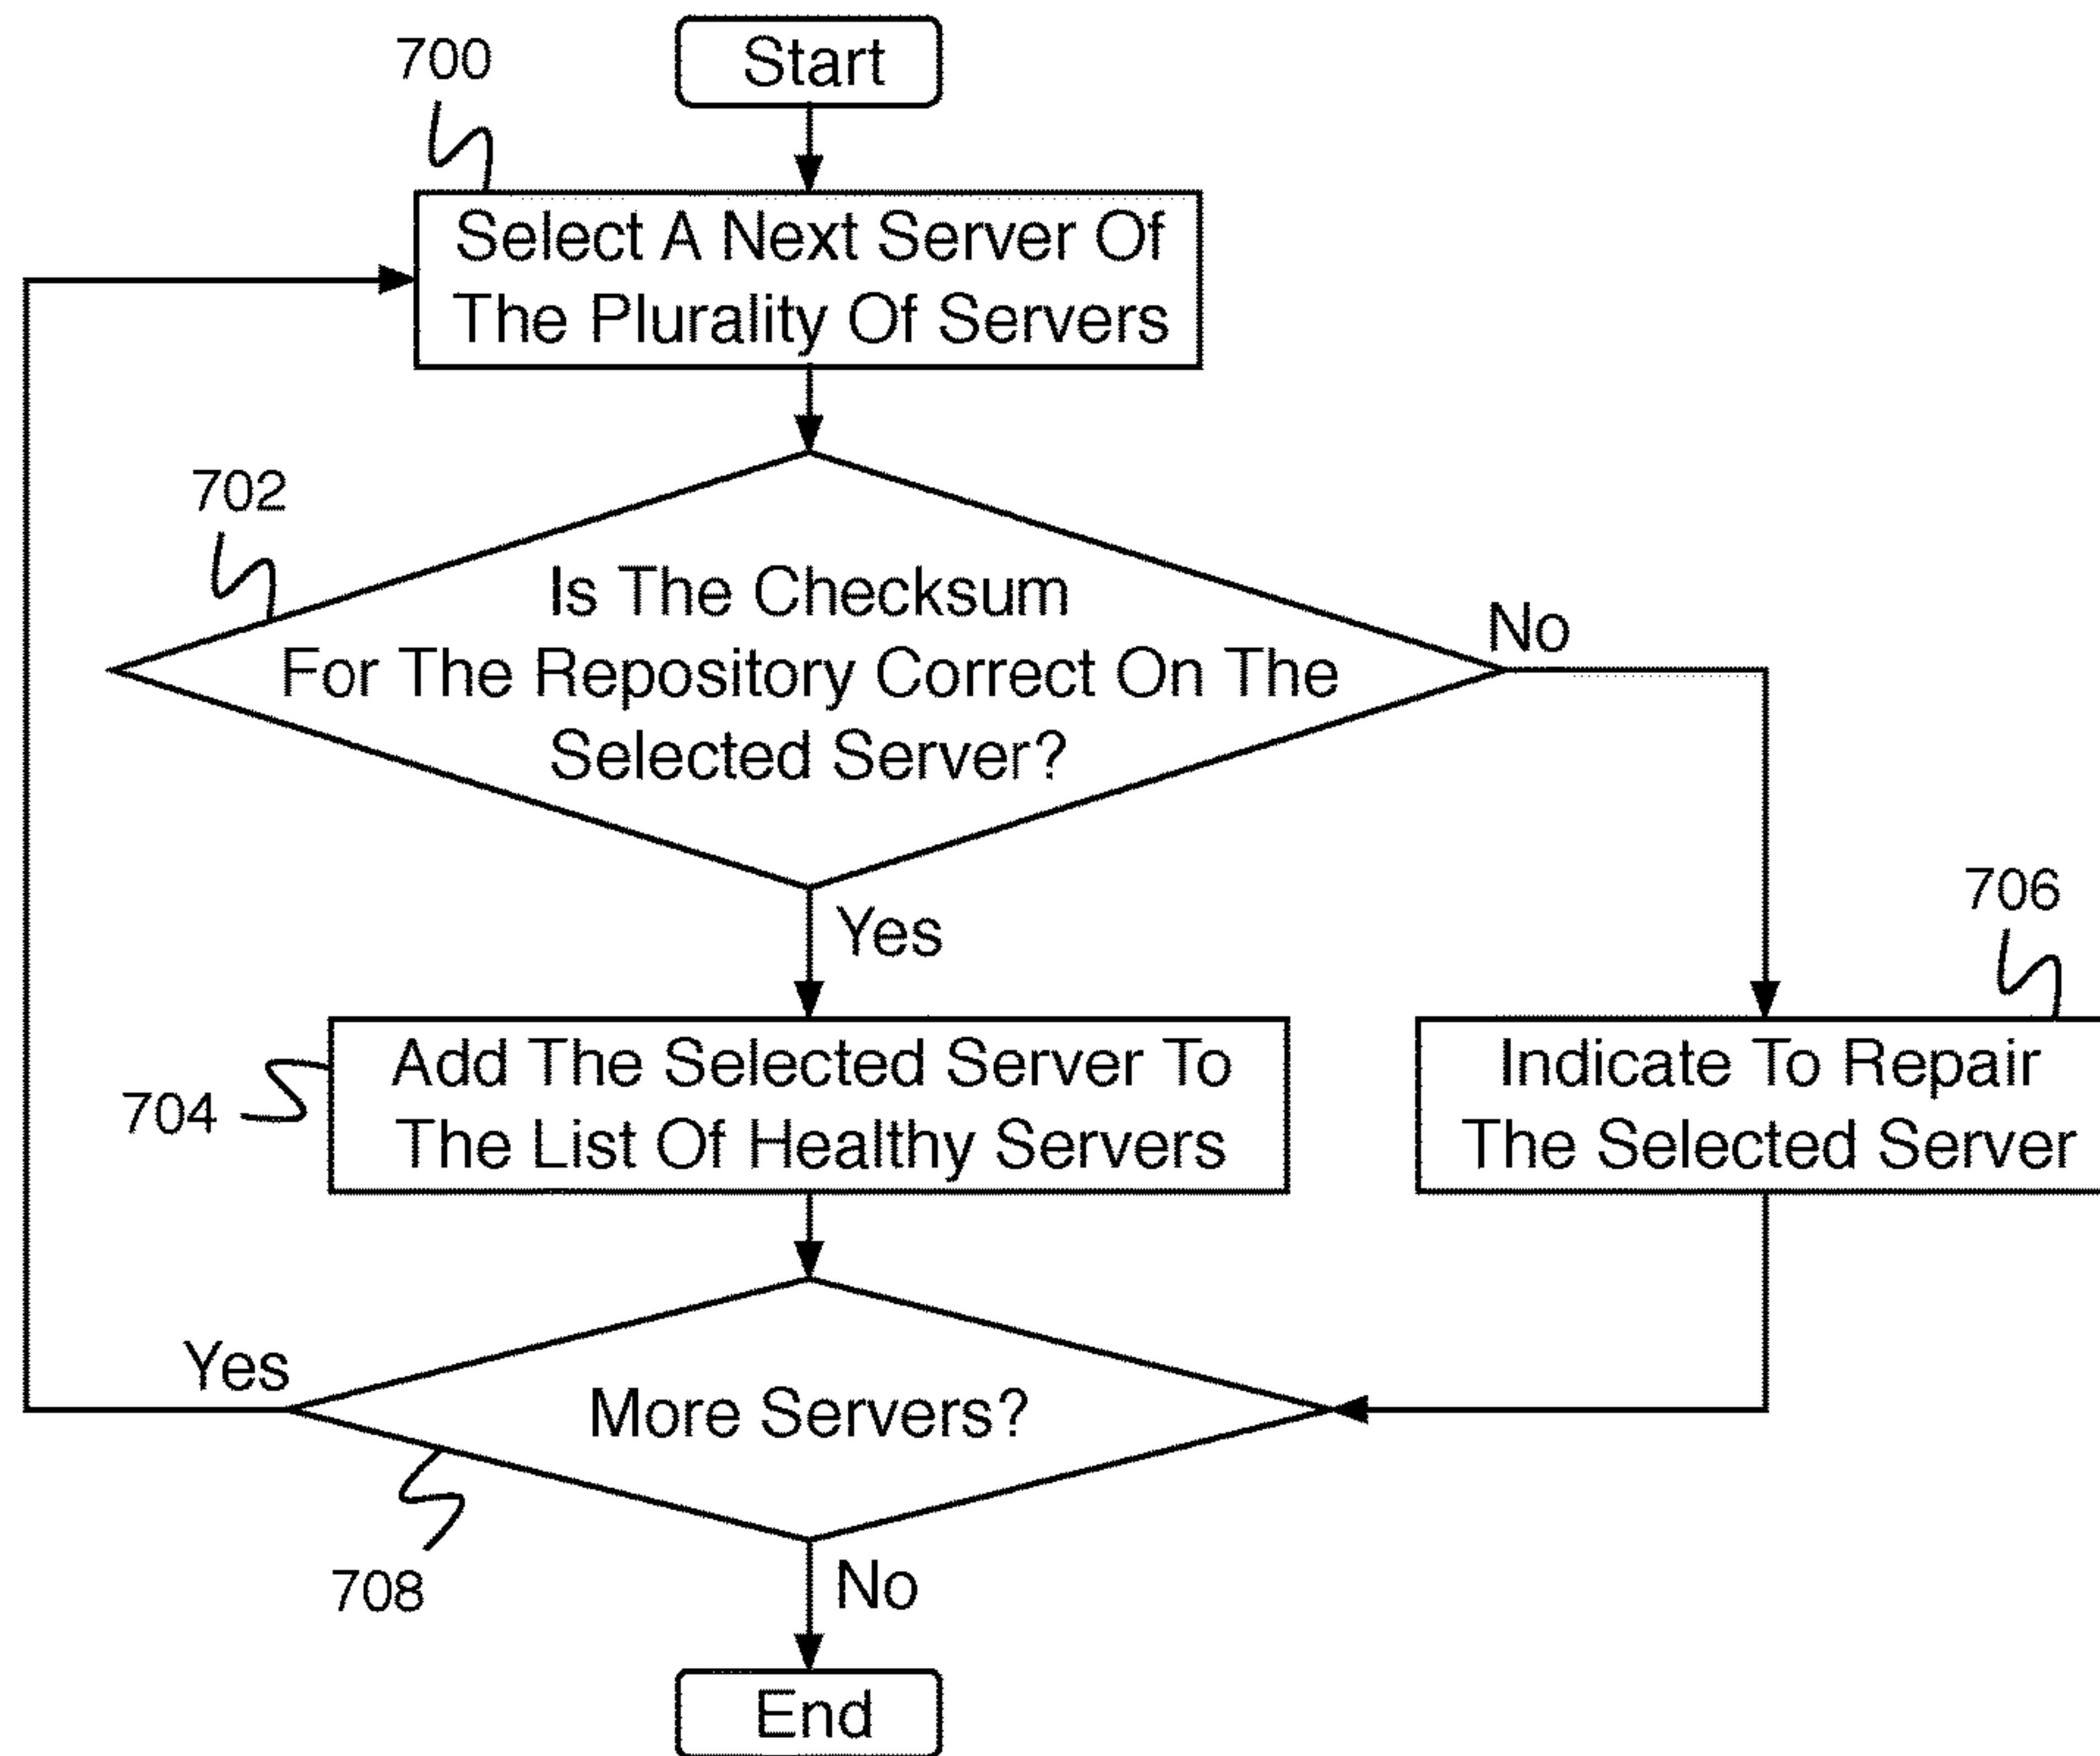 Start
700
Select A Next Server Of
The Plurality Of Servers
702
Is The Checksum
For The Repository Correct On The
Selected Server?
No
Yes
706
704
Add The Selected Server To
The List Of Healthy Servers
Indicate To Repair
The Selected Server
Yes
More Servers?
708
No
End